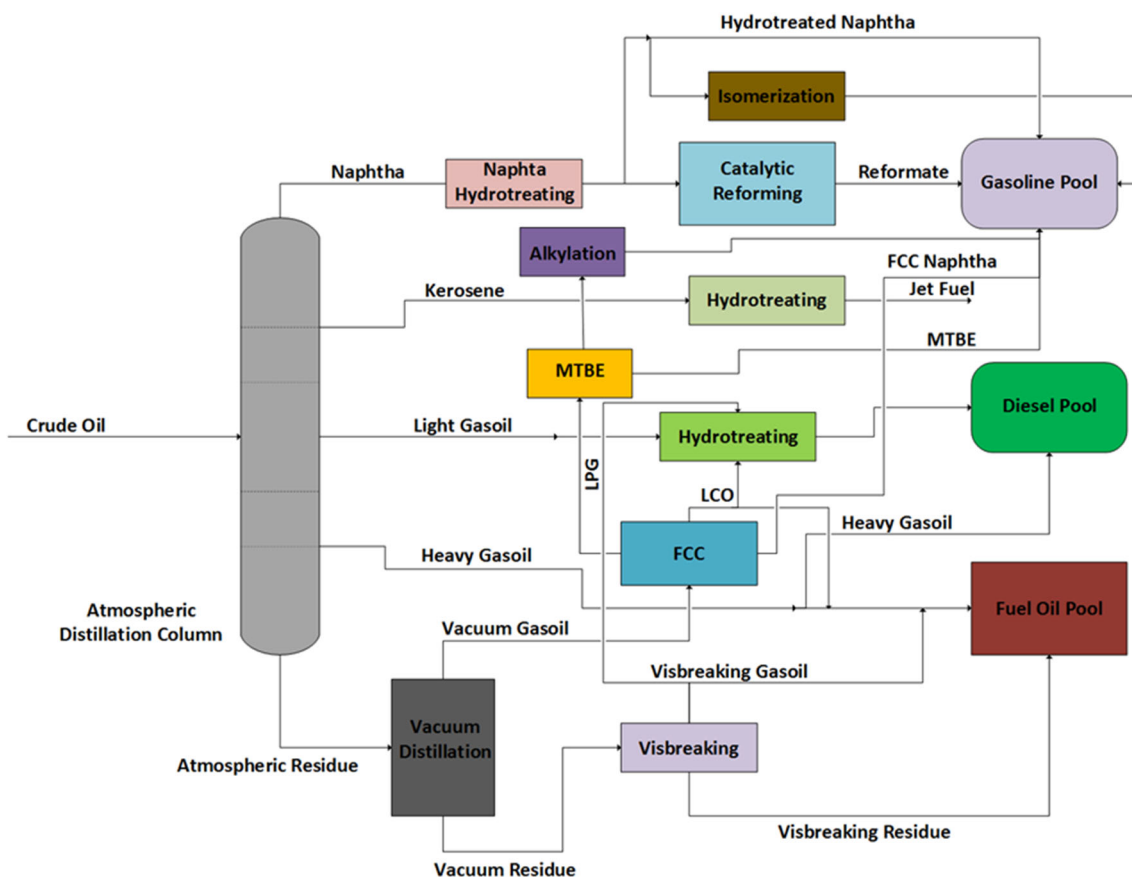 Hydrotreated Naphtha
Isomerization
Naphtha
Naphta
Hydrotreating
Catalytic
Reforming
Reformate
Gasoline Pool
Alkylation
FCC Naphtha
Kerosene
Hydrotreating
Jet Fuel
MTBE
MTBE
Crude Oil
Light Gasoil
Hydrotreating
Diesel Pool
LPG
LCO
Heavy Gasoil
Heavy Gasoil
FCC
Fuel Oil Pool
Atmospheric
Distillation Column
Vacuum Gasoil
Visbreaking Gasoil
Vacuum
Distillation
Visbreaking
Atmospheric Residue
Visbreaking Residue
Vacuum Residue